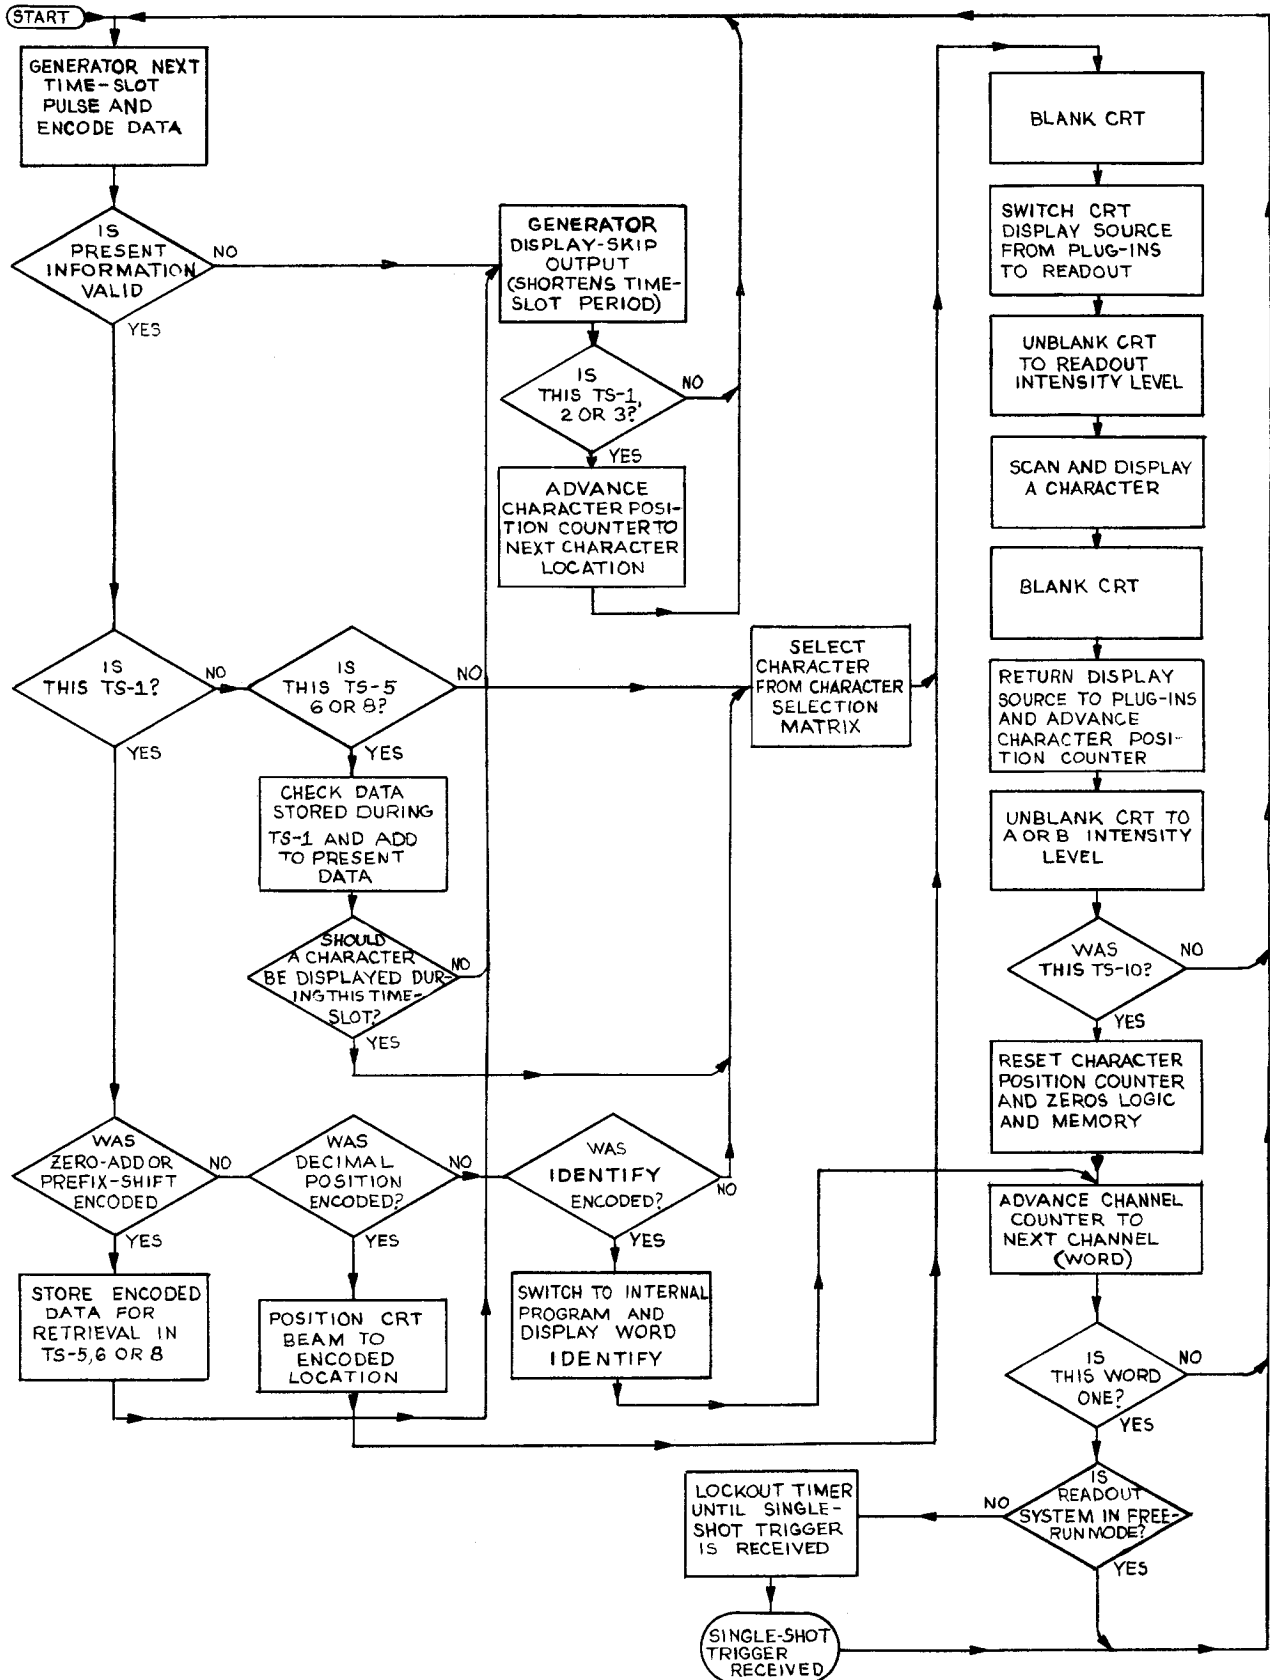 START
GENERATOR NEXT
TIME-SLOT
PULSE AND
ENCODE DATA
IS
PRESENT
INFORMATION
VALID
NO
YES
GENERATOR
DISPLAY-SKIP
OUTPUT
(SHORTENS TIME-
SLOT PERIOD)
IS
THIS TS-1,
2 OR 3?
NO
YES
ADVANCE
CHARACTER POSI-
TION COUNTER TO
NEXT CHARACTER
LOCATION
IS
THIS TS-1?
NO
YES
IS
THIS TS-5
6 OR 8?
NO
YES
CHECK DATA
STORED DURING
TS-1 AND ADD
TO PRESENT
DATA
SHOULD
A CHARACTER
BE DISPLAYED DUR-
ING THIS TIME-
SLOT?
NO
YES
SELECT
CHARACTER
FROM CHARACTER
SELECTION
MATRIX
WAS
ZERO-ADD OR
PREFIX-SHIFT
ENCODED
NO
YES
STORE ENCODED
DATA FOR
RETRIEVAL IN
TS-5,6 OR 8
WAS
DECIMAL
POSITION
ENCODED?
NO
YES
POSITION CRT
BEAM TO
ENCODED
LOCATION
WAS
IDENTIFY
ENCODED?
NO
YES
SWITCH TO INTERNAL
PROGRAM AND
DISPLAY WORD
IDENTIFY
BLANK CRT
SWITCH CRT
DISPLAY SOURCE
FROM PLUG-INS
TO READOUT
UNBLANK CRT
TO READOUT
INTENSITY LEVEL
SCAN AND DISPLAY
A CHARACTER
BLANK CRT
RETURN DISPLAY
SOURCE TO PLUG-INS
AND ADVANCE
CHARACTER POSI-
TION COUNTER
UNBLANK CRT TO
A OR B INTENSITY
LEVEL
WAS
THIS TS-10?
NO
YES
RESET CHARACTER
POSITION COUNTER
AND ZEROS LOGIC
AND MEMORY
ADVANCE CHANNEL
COUNTER TO
NEXT CHANNEL
(WORD)
IS
THIS WORD
ONE?
NO
YES
IS
READOUT
SYSTEM IN FREE-
RUN MODE?
NO
YES
LOCKOUT TIMER
UNTIL SINGLE-
SHOT TRIGGER
IS RECEIVED
SINGLE-SHOT
TRIGGER
RECEIVED